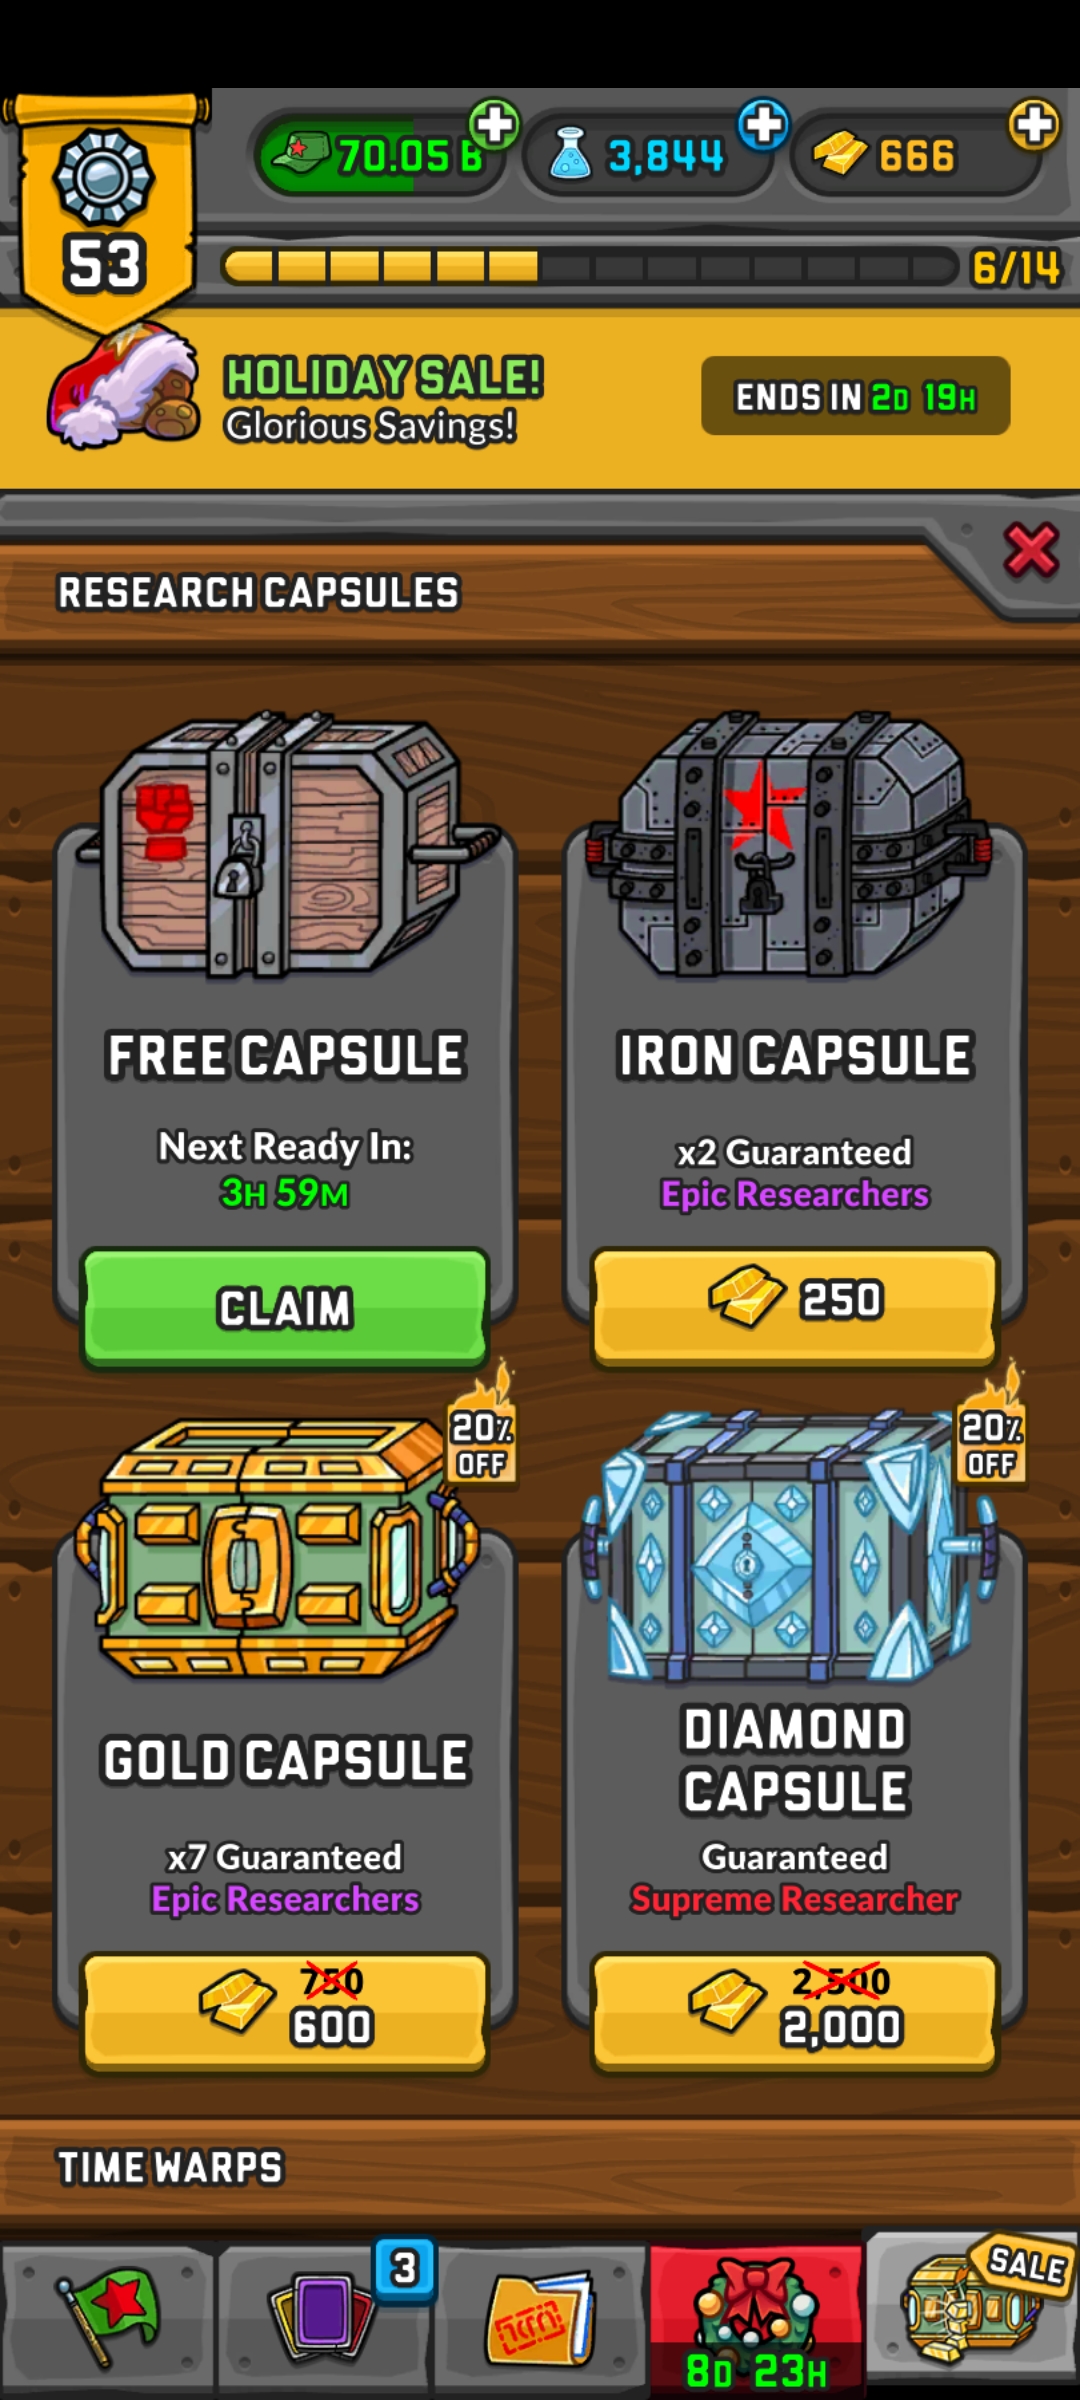 70.05 B
3,844
666
53
6/14
HOLIDAY SALE!
Glorious Savings!
ENDS IN 2D 19H
RESEARCH CAPSULES
FREE CAPSULE
Next Ready In:
3H 59M
CLAIM
IRON CAPSULE
x2 Guaranteed
Epic Researchers
250
20% OFF
GOLD CAPSULE
x7 Guaranteed
Epic Researchers
750
600
20% OFF
DIAMOND
CAPSULE
Guaranteed
Supreme Researcher
2,500
2,000
TIME WARPS
3
8D 23H
SALE